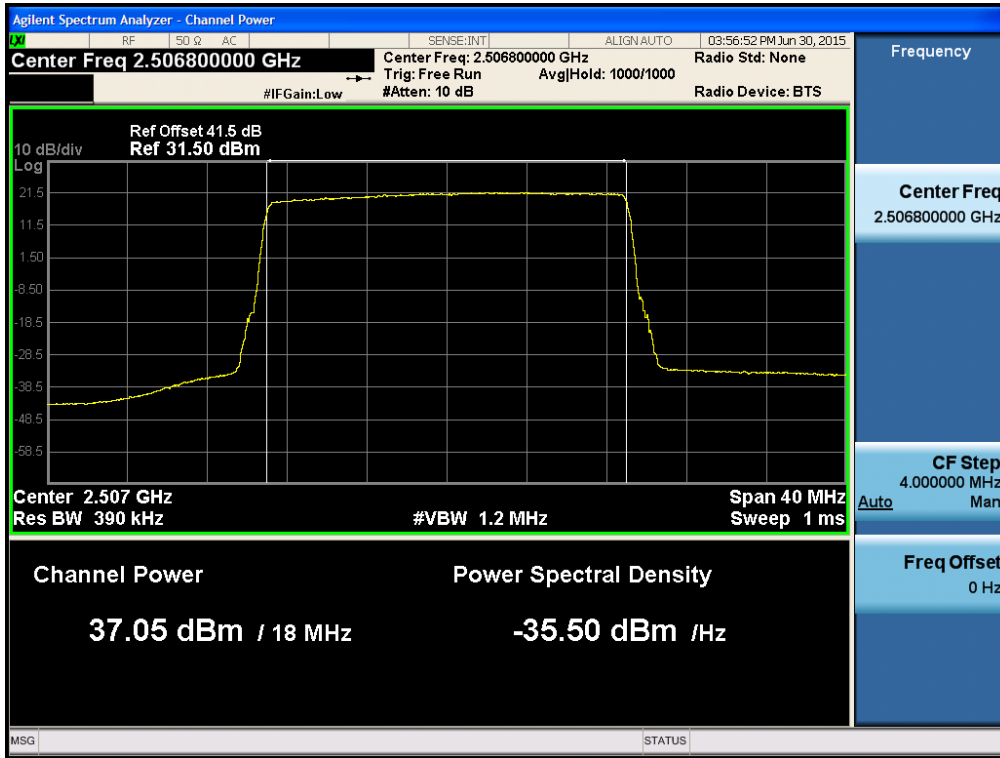 Agilent Spectrum Analyzer - Channel Power
LXI RF 50 Ω AC SENSE:INT ALIGN AUTO 03:56:52 PM Jun 30, 2015
Center Freq 2.506800000 GHz
Center Freq: 2.506800000 GHz
Radio Std: None
Trig: Free Run Avg|Hold: 1000/1000
#IFGain:Low #Atten: 10 dB Radio Device: BTS
Ref Offset 41.5 dB
10 dB/div Ref 31.50 dBm
Log
21.5
11.5
1.50
-8.50
-18.5
-28.5
-38.5
-48.5
-58.5
Center 2.507 GHz Span 40 MHz
Res BW 390 kHz #VBW 1.2 MHz Sweep 1 ms
Channel Power Power Spectral Density
37.05 dBm / 18 MHz -35.50 dBm /Hz
MSG STATUS
Frequency
Center Freq
2.506800000 GHz
CF Step
4.000000 MHz
Auto Man
Freq Offset
0 Hz